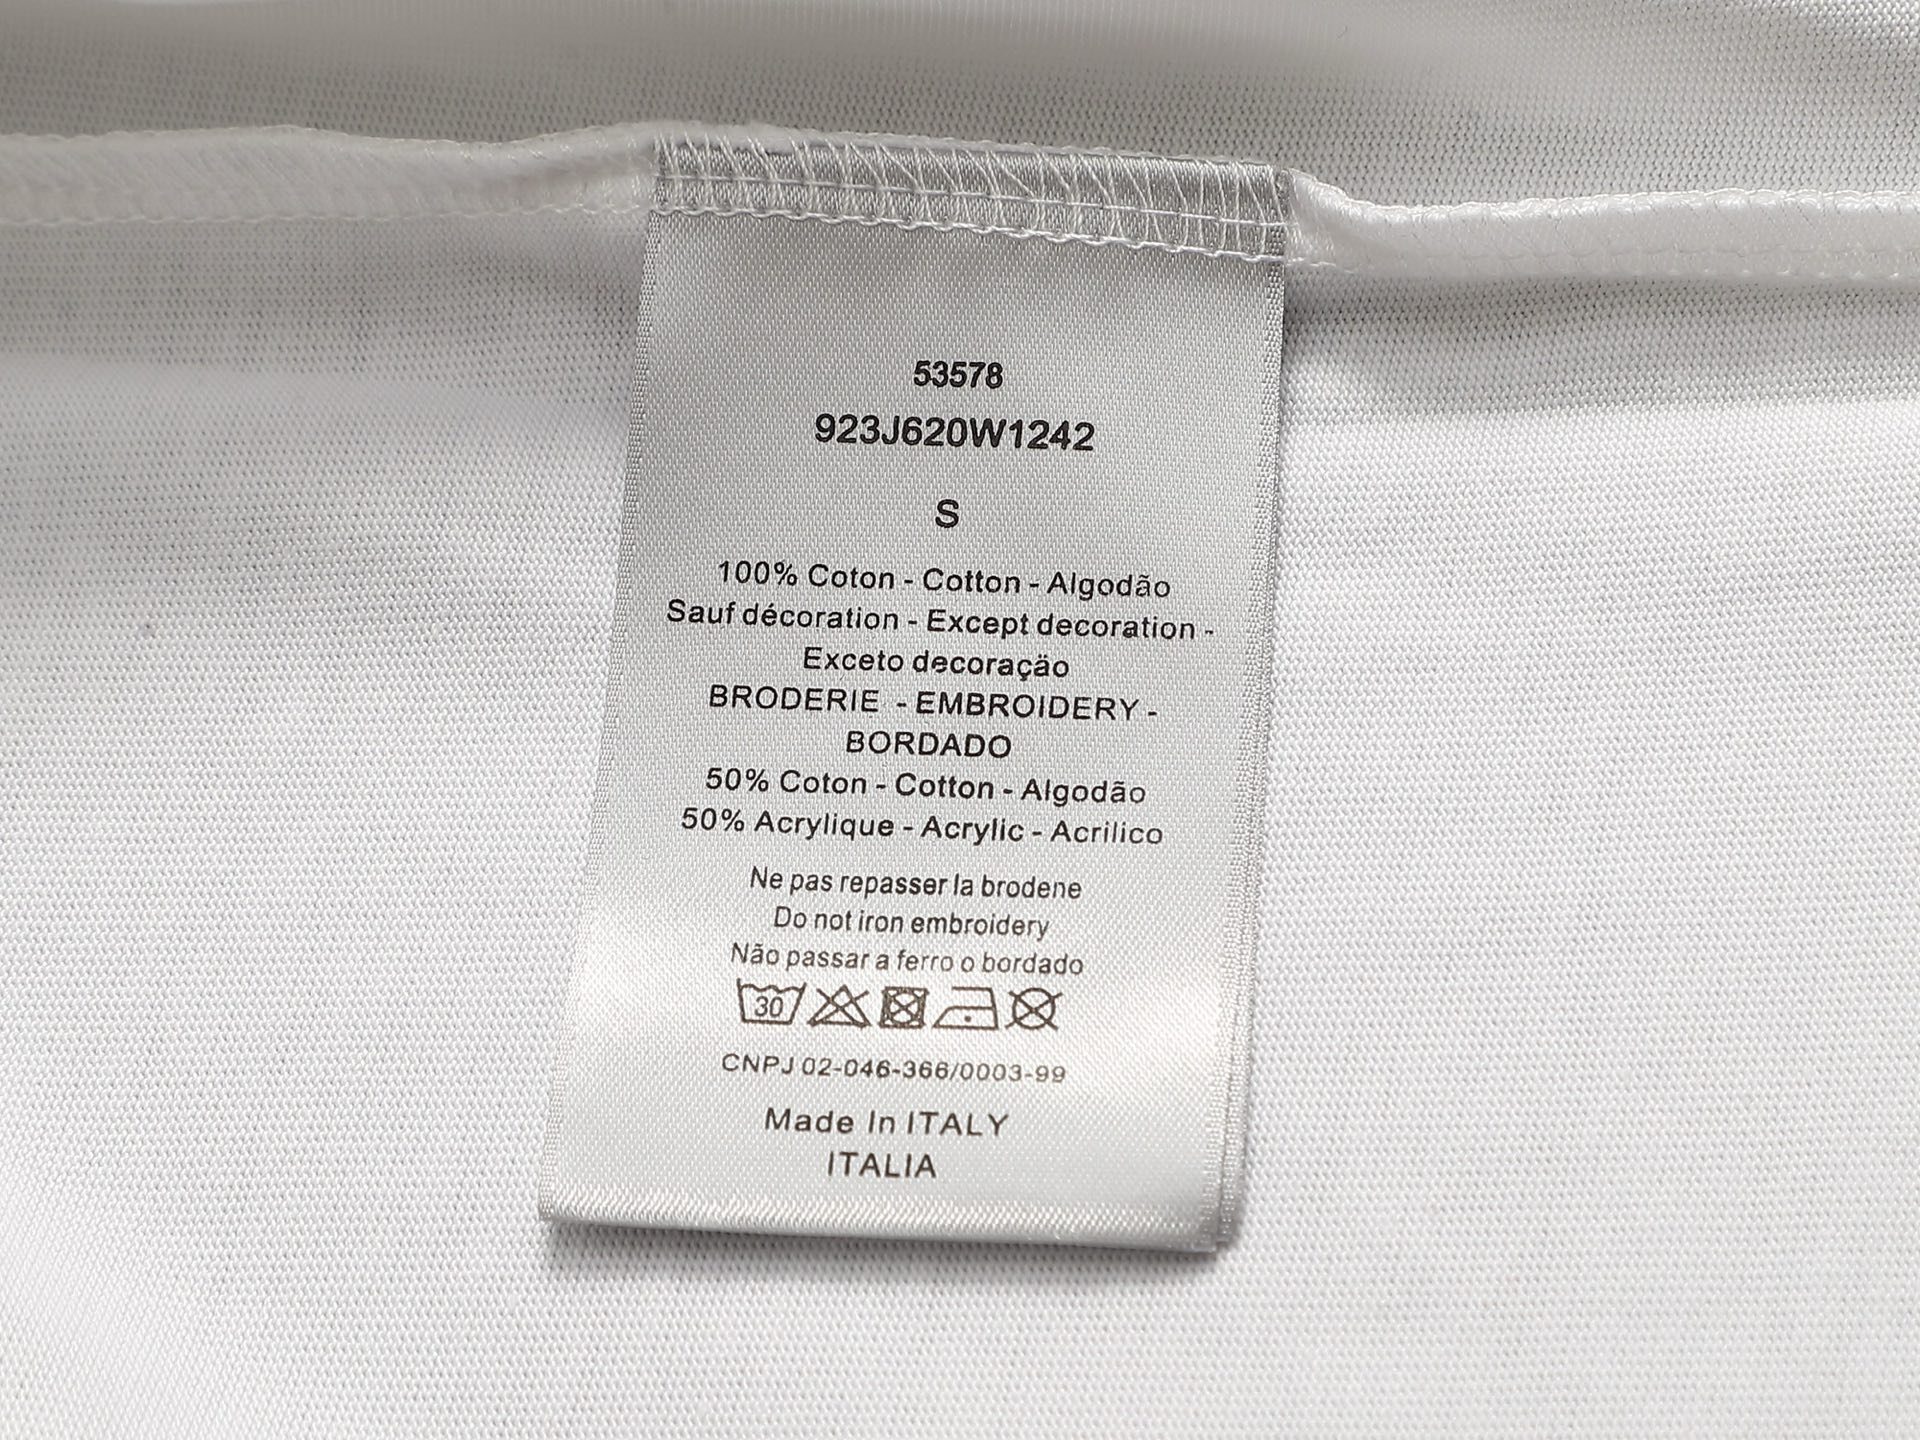 53578
923J620W1242
S
100% Coton - Cotton - Algodão
Sauf décoration - Except decoration -
Exceto decoraçäo
BRODERIE - EMBROIDERY -
BORDADO
50% Coton - Cotton - Algodão
50% Acrylique - Acrylic - Acrilico
Ne pas repasser la brodene
Do not iron embroidery
Não passar a ferro o bordado
30
CNPJ 02-046-366/0003-99
Made In ITALY
ITALIA